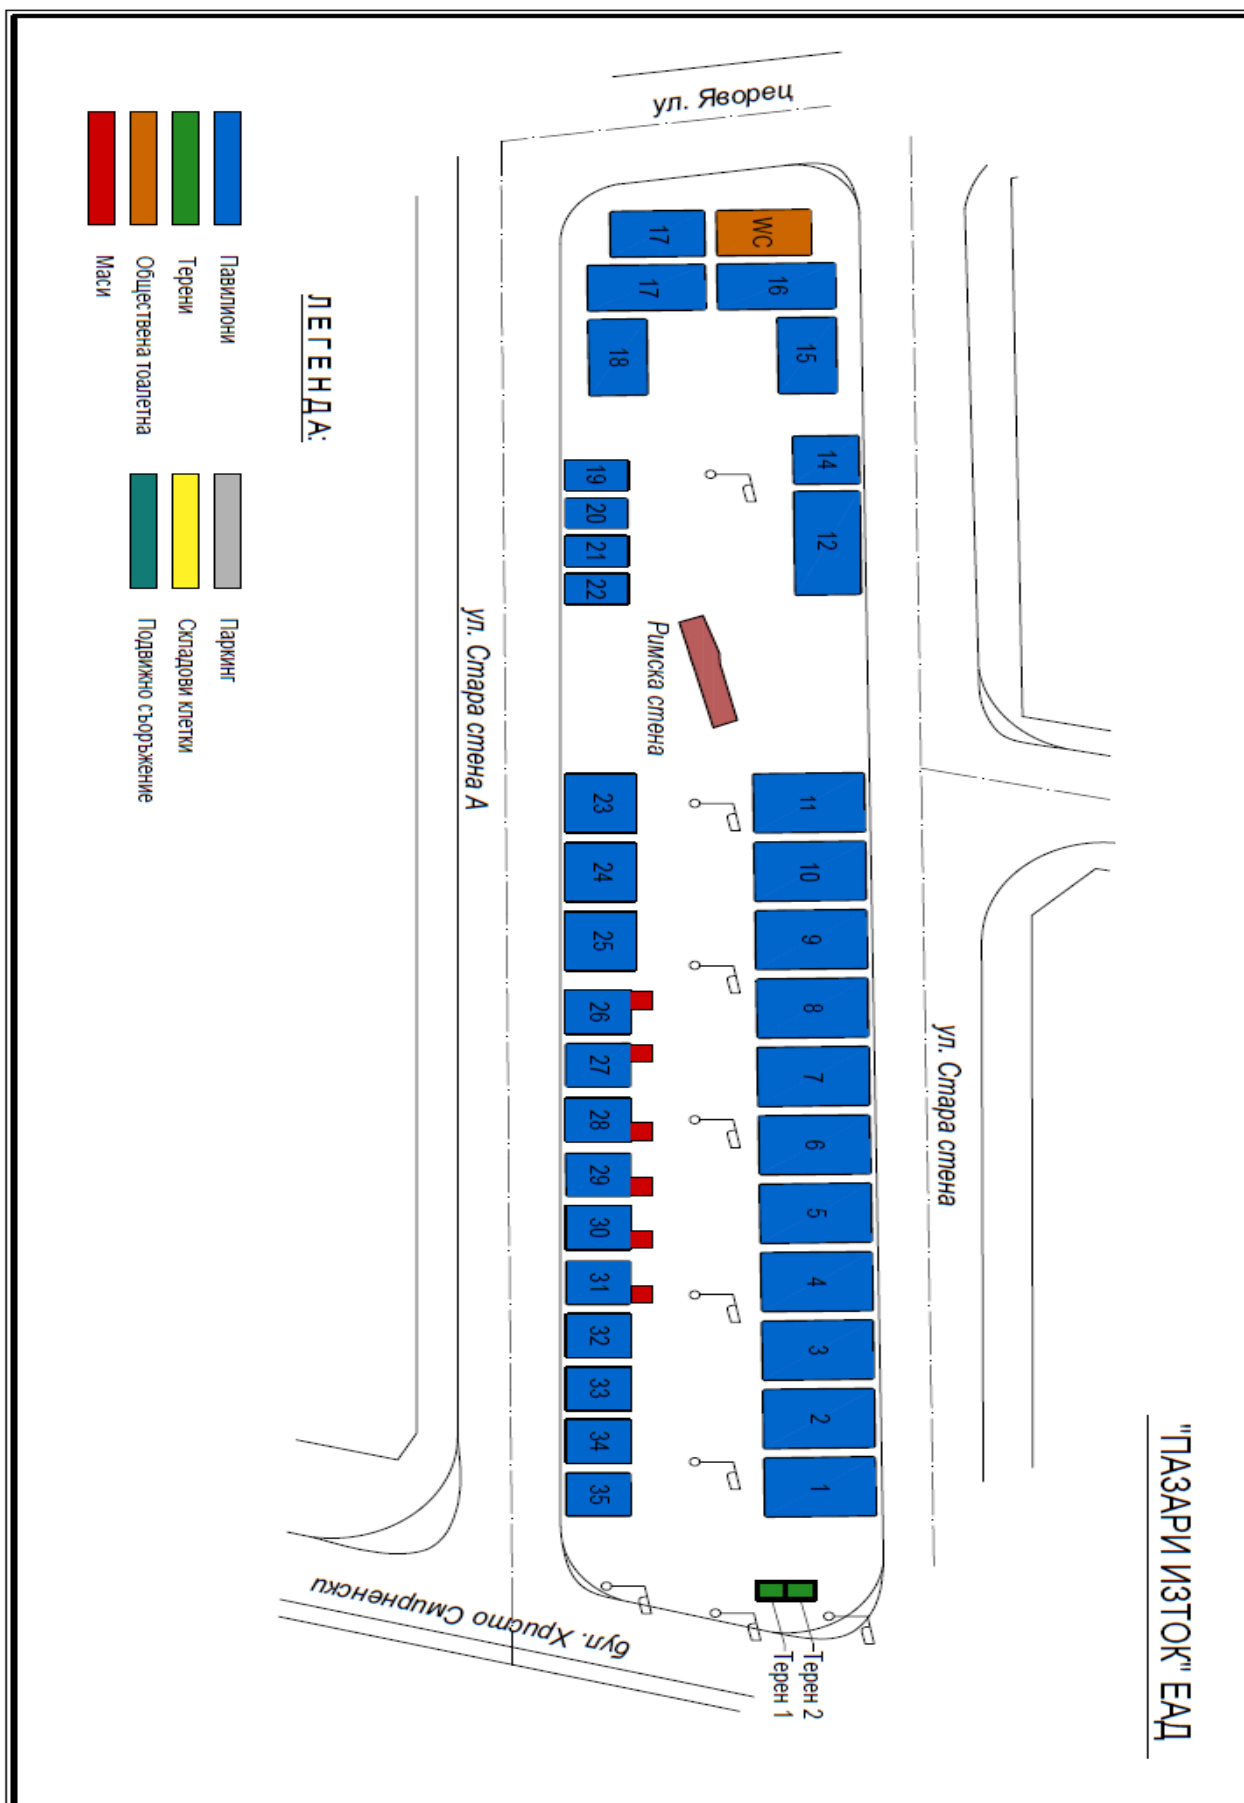 "ПАЗАРИ ИЗТОК" ЕАД
ул. Яворец
ул. Стара стена
WC
17
17
16
18
15
14
12
19
20
21
22
Римска стена
ул. Стара стена А
11
10
9
8
7
6
5
4
3
2
1
23
24
25
26
27
28
29
30
31
32
33
34
35
Терен 2
Терен 1
бул. Христо Смирненски
ЛЕГЕНДА:
Павилиони
Терени
Обществена тоалетна
Маси
Паркинг
Складови клетки
Подвижно съоръжение